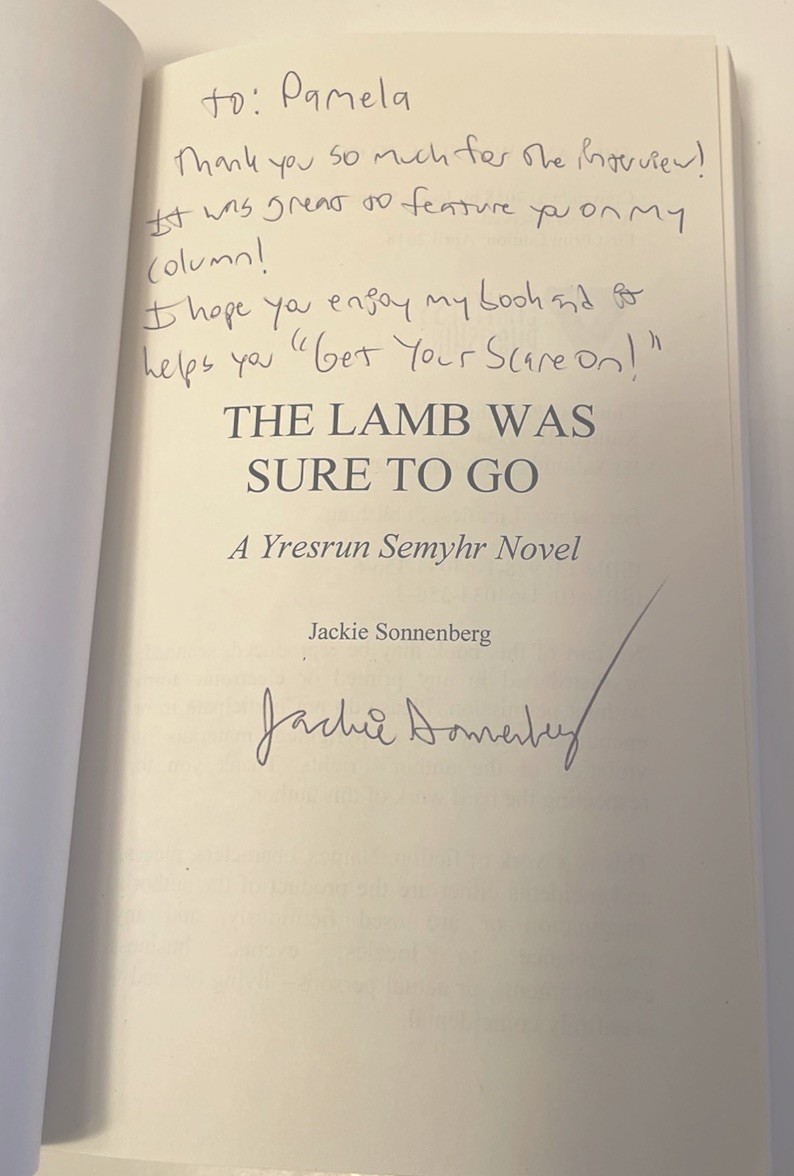 to: Pamela
Thank you so much for the interview!
It was great to feature you on my
column!
I hope you enjoy my book and it
helps you "Get Your Scare On!"
THE LAMB WAS
SURE TO GO
A Yresrun Semyhr Novel
Jackie Sonnenberg
Jackie Sonnenberg